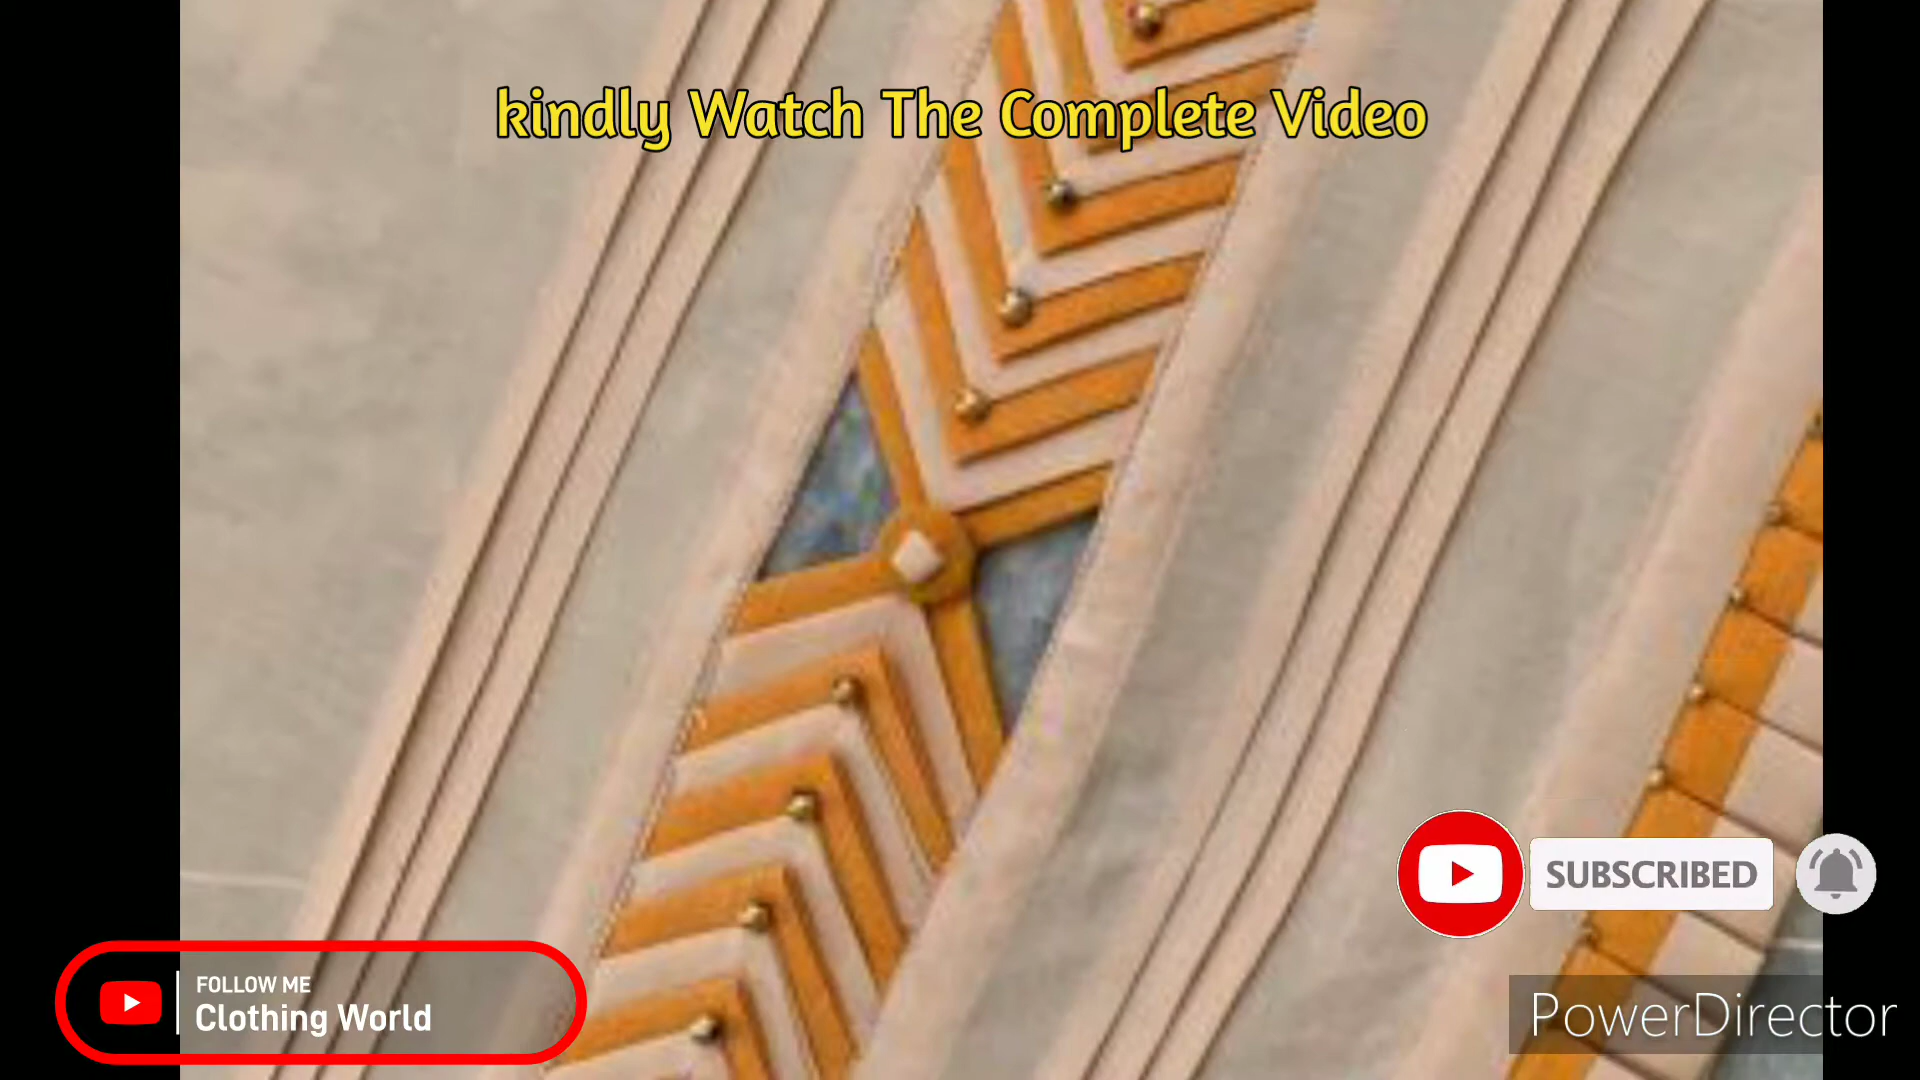 kindly Watch The Complete Video
SUBSCRIBED
FOLLOW ME
Clothing World
PowerDirector